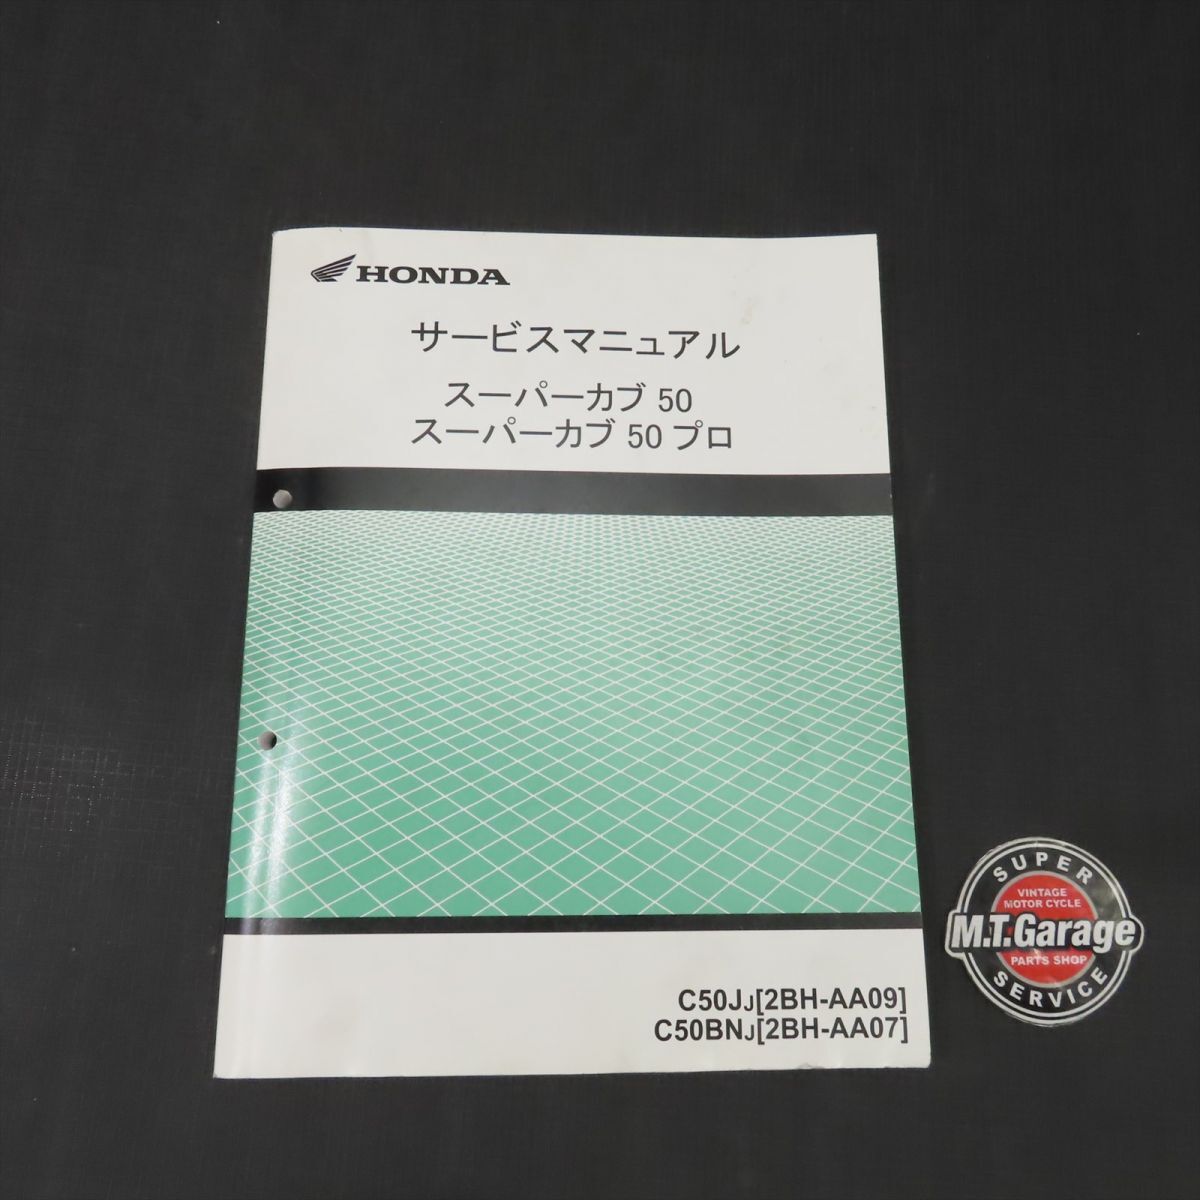 HONDA
サービスマニュアル
スーパーカブ 50
スーパーカブ 50 プロ
C50JJ[2BH-AA09]
C50BNJ[2BH-AA07]
SUPER
VINTAGE
MOTOR CYCLE
M.T.Garage
PARTS SHOP
SERVICE